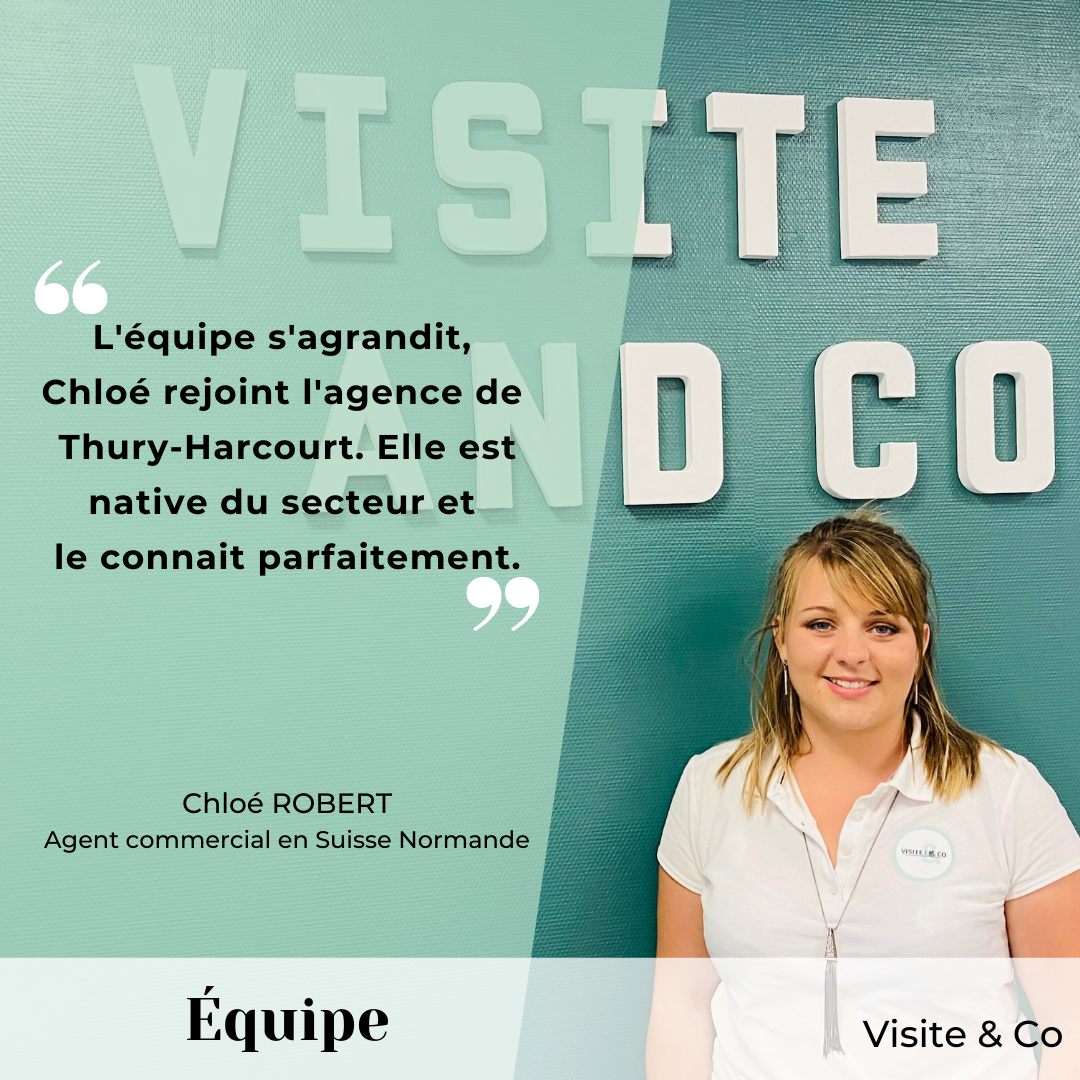 VISITE
AND CO
L'équipe s'agrandit,
Chloé rejoint l'agence de
Thury-Harcourt. Elle est
native du secteur et
le connait parfaitement.
Chloé ROBERT
Agent commercial en Suisse Normande
VISITE & CO
Équipe
Visite & Co